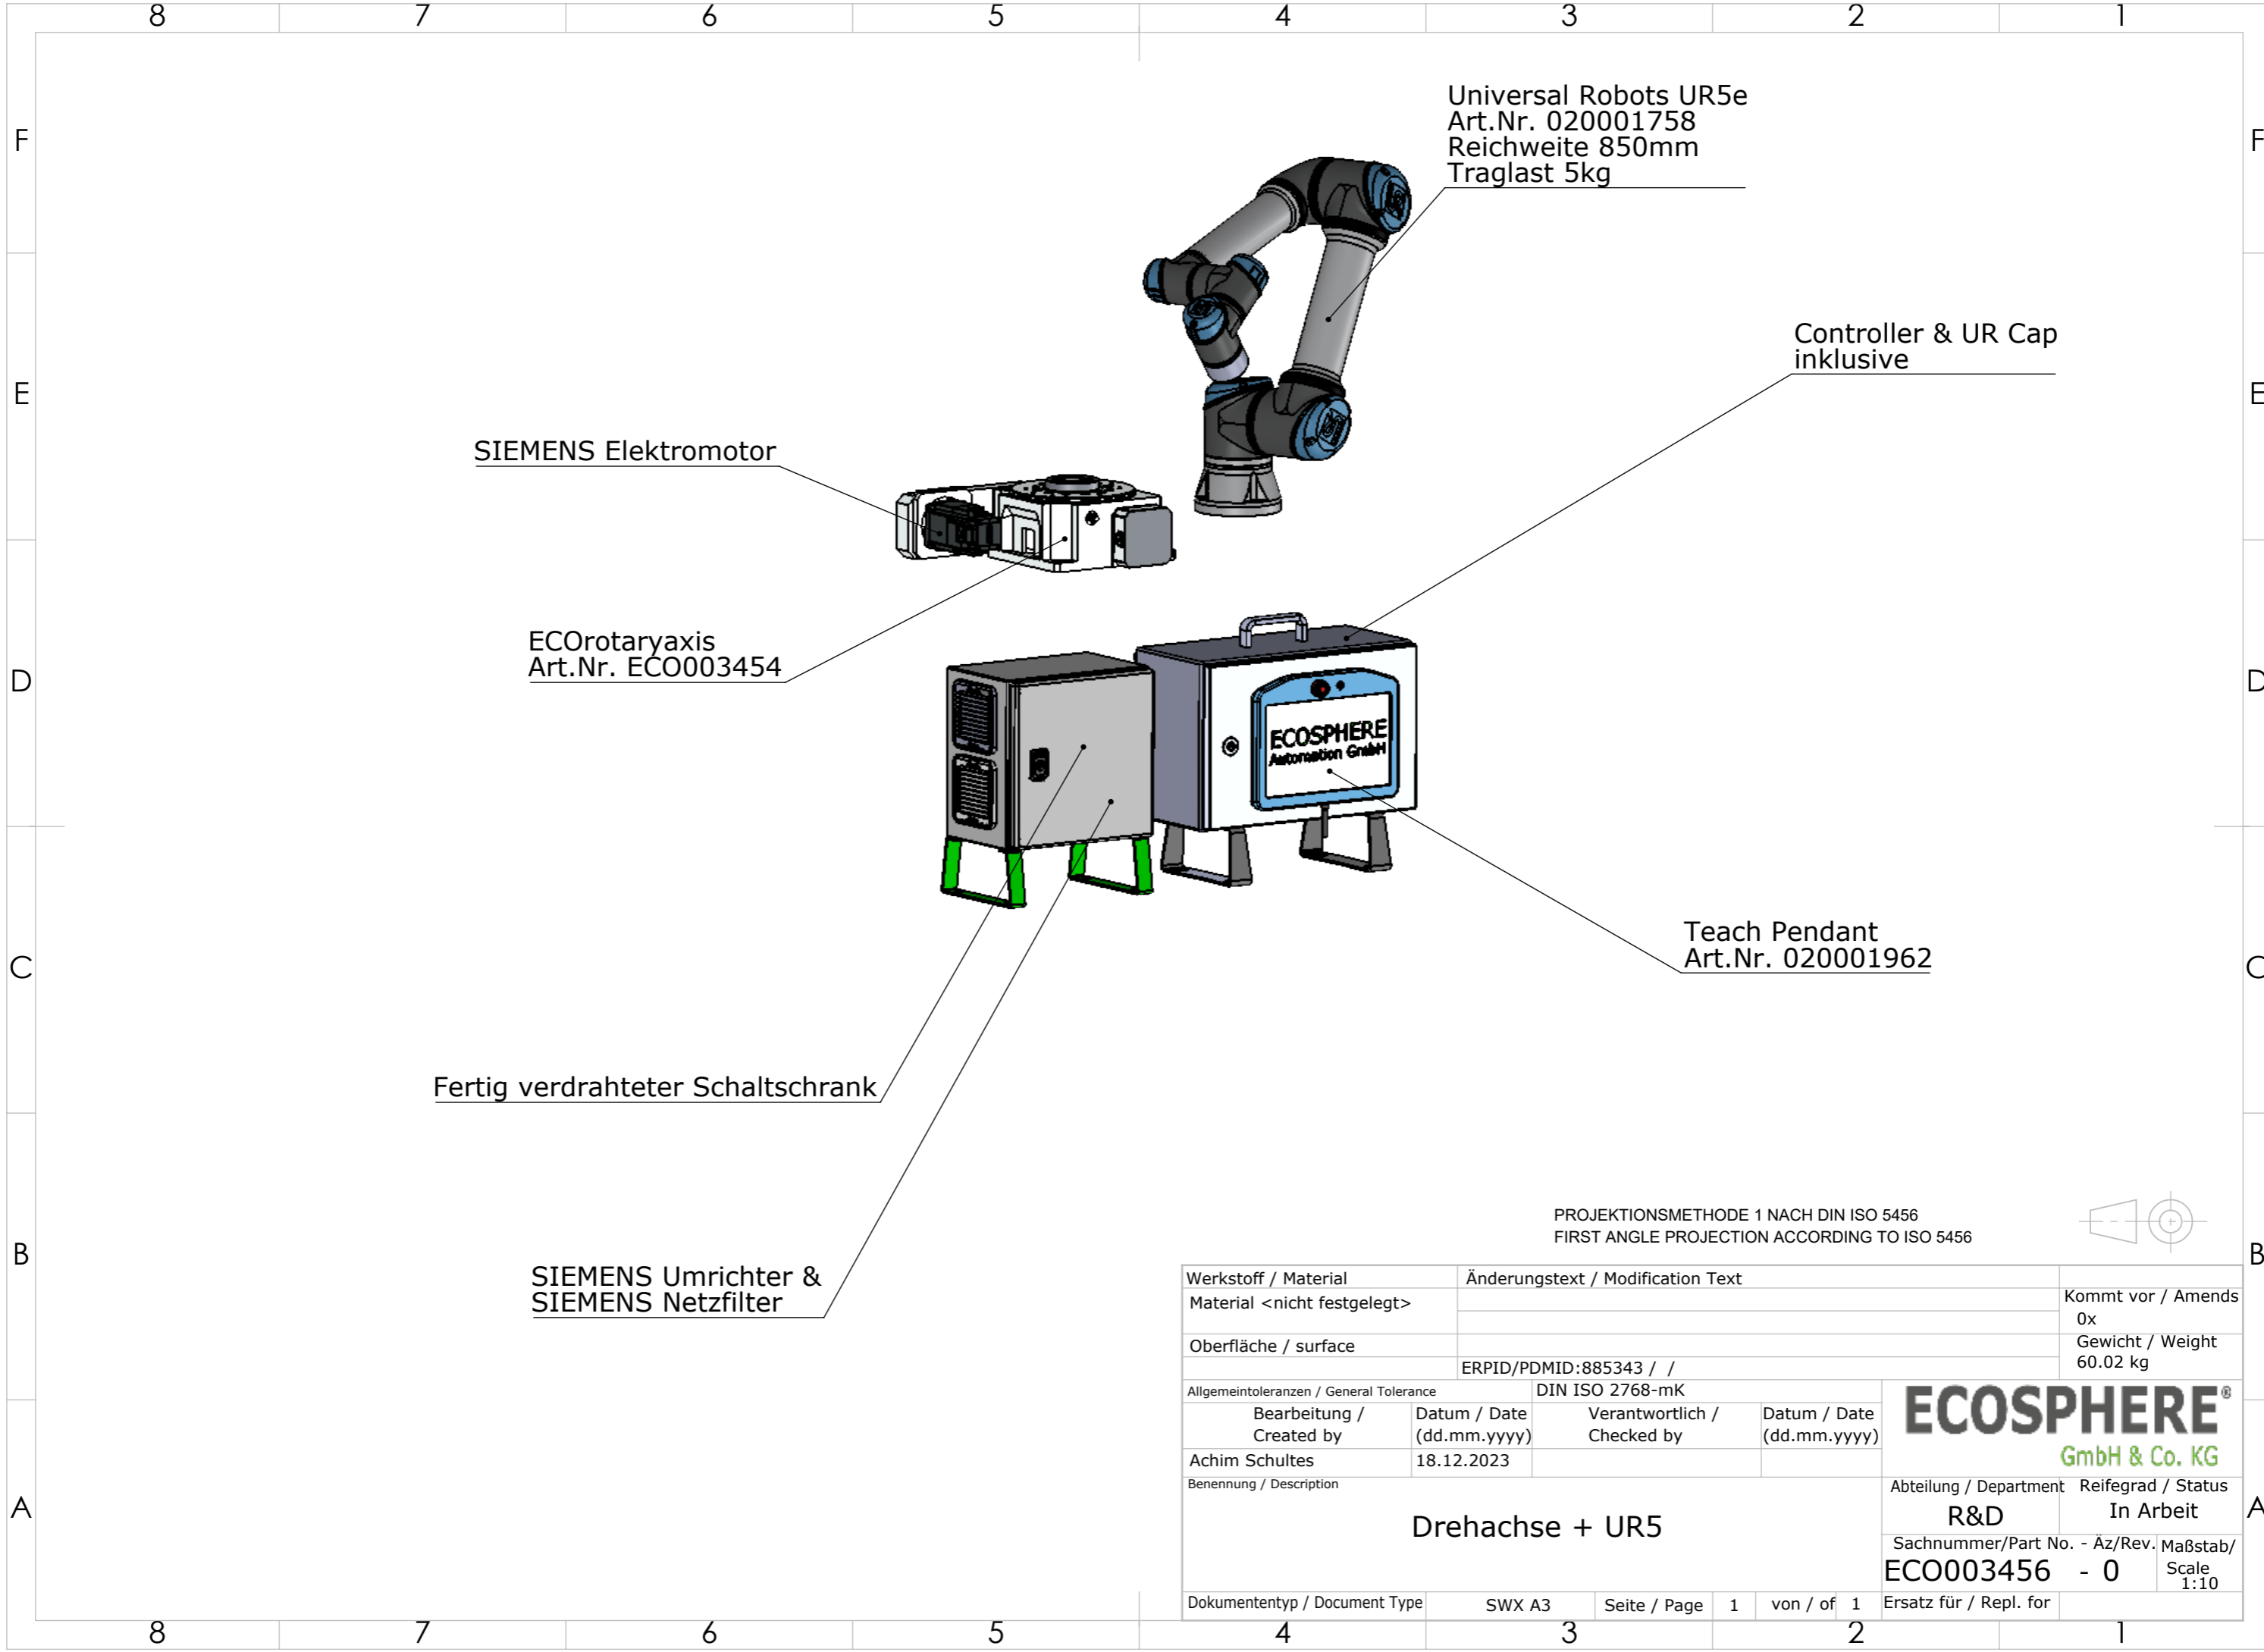 8 7 6 5 4 3 2 1
F
F
Universal Robots UR5e
Art.Nr. 020001758
Reichweite 850mm
Traglast 5kg
Controller & UR Cap
inklusive
E
E
SIEMENS Elektromotor
ECOrotaryaxis
Art.Nr. ECO003454
D
D
ECOSPHERE
Automation GmbH
Teach Pendant
Art.Nr. 020001962
C
C
Fertig verdrahteter Schaltschrank
SIEMENS Umrichter &
SIEMENS Netzfilter
B
B
PROJEKTIONSMETHODE 1 NACH DIN ISO 5456
FIRST ANGLE PROJECTION ACCORDING TO ISO 5456
Werkstoff / Material
Änderungstext / Modification Text
Material <nicht festgelegt>
Kommt vor / Amends
0x
Oberfläche / surface
Gewicht / Weight
60.02 kg
ERPID/PDMID:885343 / /
Allgemeintoleranzen / General Tolerance
DIN ISO 2768-mK
Bearbeitung /
Created by
Datum / Date
(dd.mm.yyyy)
Verantwortlich /
Checked by
Datum / Date
(dd.mm.yyyy)
Achim Schultes
18.12.2023
ECOSPHERE®
GmbH & Co. KG
Benennung / Description
Drehachse + UR5
Abteilung / Department
R&D
Reifegrad / Status
In Arbeit
A
A
Sachnummer/Part No. - Äz/Rev.
ECO003456 - 0
Maßstab/
Scale
1:10
Dokumententyp / Document Type
SWX A3
Seite / Page 1 von / of 1
Ersatz für / Repl. for
8 7 6 5 4 3 2 1